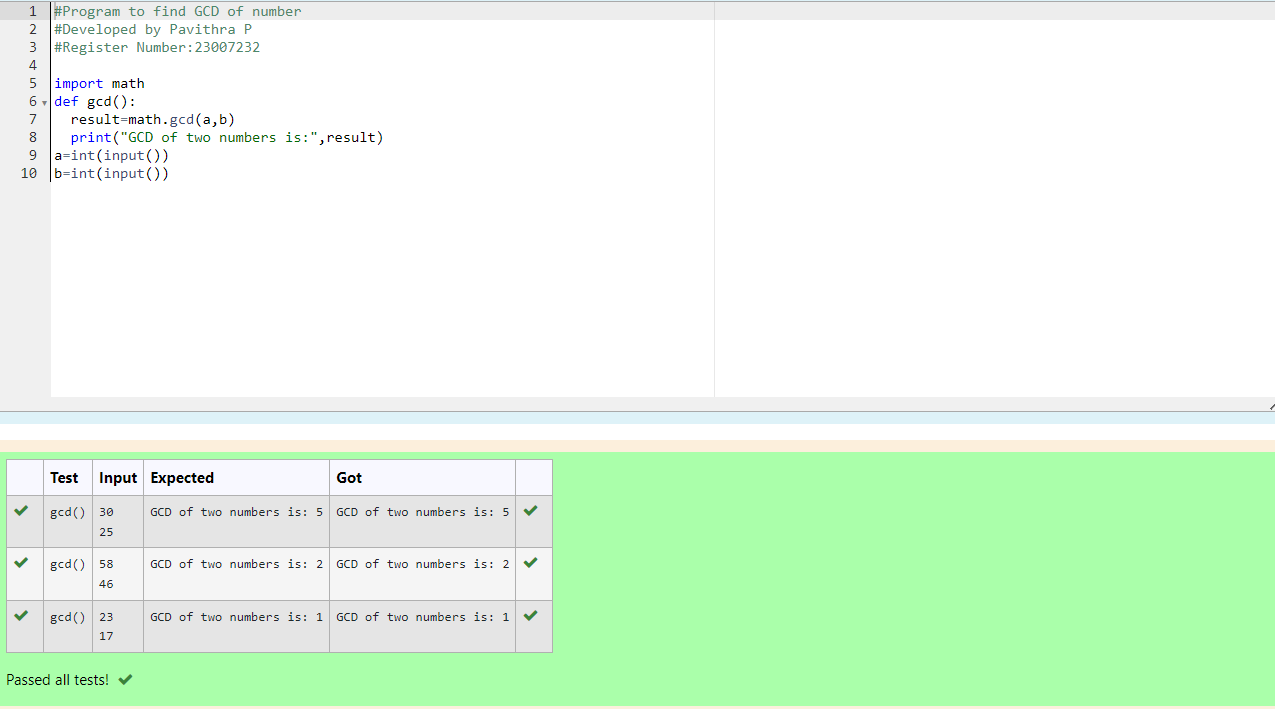 1 #Program to find GCD of number
2 #Developed by Pavithra P
3 #Register Number:23007232
4
5 import math
6 def gcd():
7   result=math.gcd(a,b)
8   print("GCD of two numbers is:",result)
9 a=int(input())
10 b=int(input())
Test Input Expected Got
gcd() 30 GCD of two numbers is: 5 GCD of two numbers is: 5
25
gcd() 58 GCD of two numbers is: 2 GCD of two numbers is: 2
46
gcd() 23 GCD of two numbers is: 1 GCD of two numbers is: 1
17
Passed all tests!